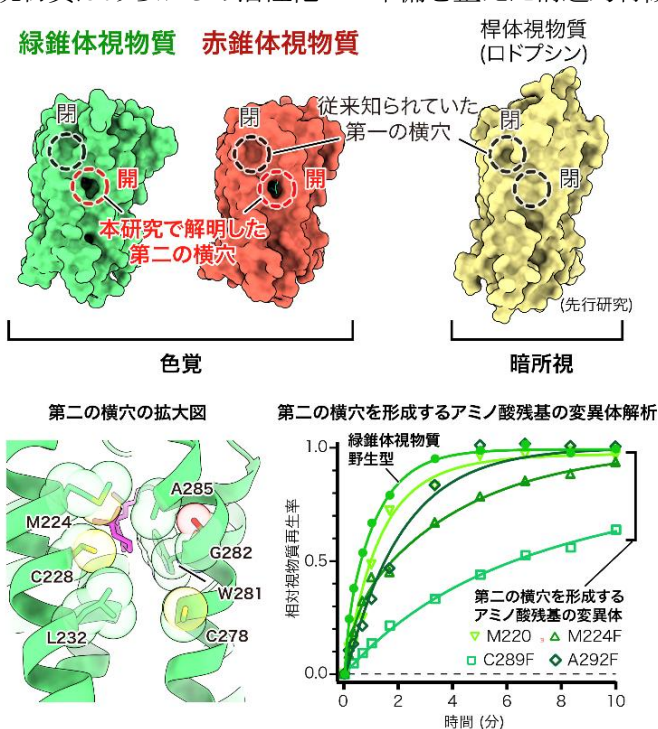 緑錐体視物質
赤錐体視物質
桿体視物質
(ロドプシン)
閉
閉
従来知られていた
第一の横穴
開
開
閉
本研究で解明した
第二の横穴
(先行研究)
色覚
暗所視
第二の横穴の拡大図
M224
C228
L232
A285
G282
W281
C278
第二の横穴を形成するアミノ酸残基の変異体解析
相対視物質再生率
1.0
0.5
0.0
緑錐体視物質
野生型
第二の横穴を形成する
アミノ酸残基の変異体
M220
M224F
C289F
A292F
0
2
4
6
8
10
時間 (分)